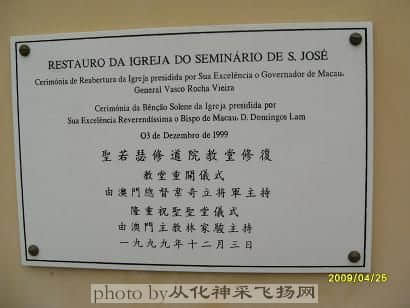 RESTAURO DA IGREJA DO SEMINÁRIO DE S. JOSÉ
Cerimónia de Reabertura da Igreja presidida por Sua Excelência o Governador de Macau,
General Vasco Rocha Vieira
Cerimónia da Bênção Solene da Igreja presidida por
Sua Excelência Reverendíssima o Bispo de Macau, D. Domingos Lam
O3 de Dezembro de 1999
聖若瑟修道院教堂修復
教堂重開儀式
由澳門總督韋奇立將軍主持
隆重祝聖聖堂儀式
由澳門主教林家駿主持
一九九九年十二月三日
2009/04/25
photo by从化神采飞扬网